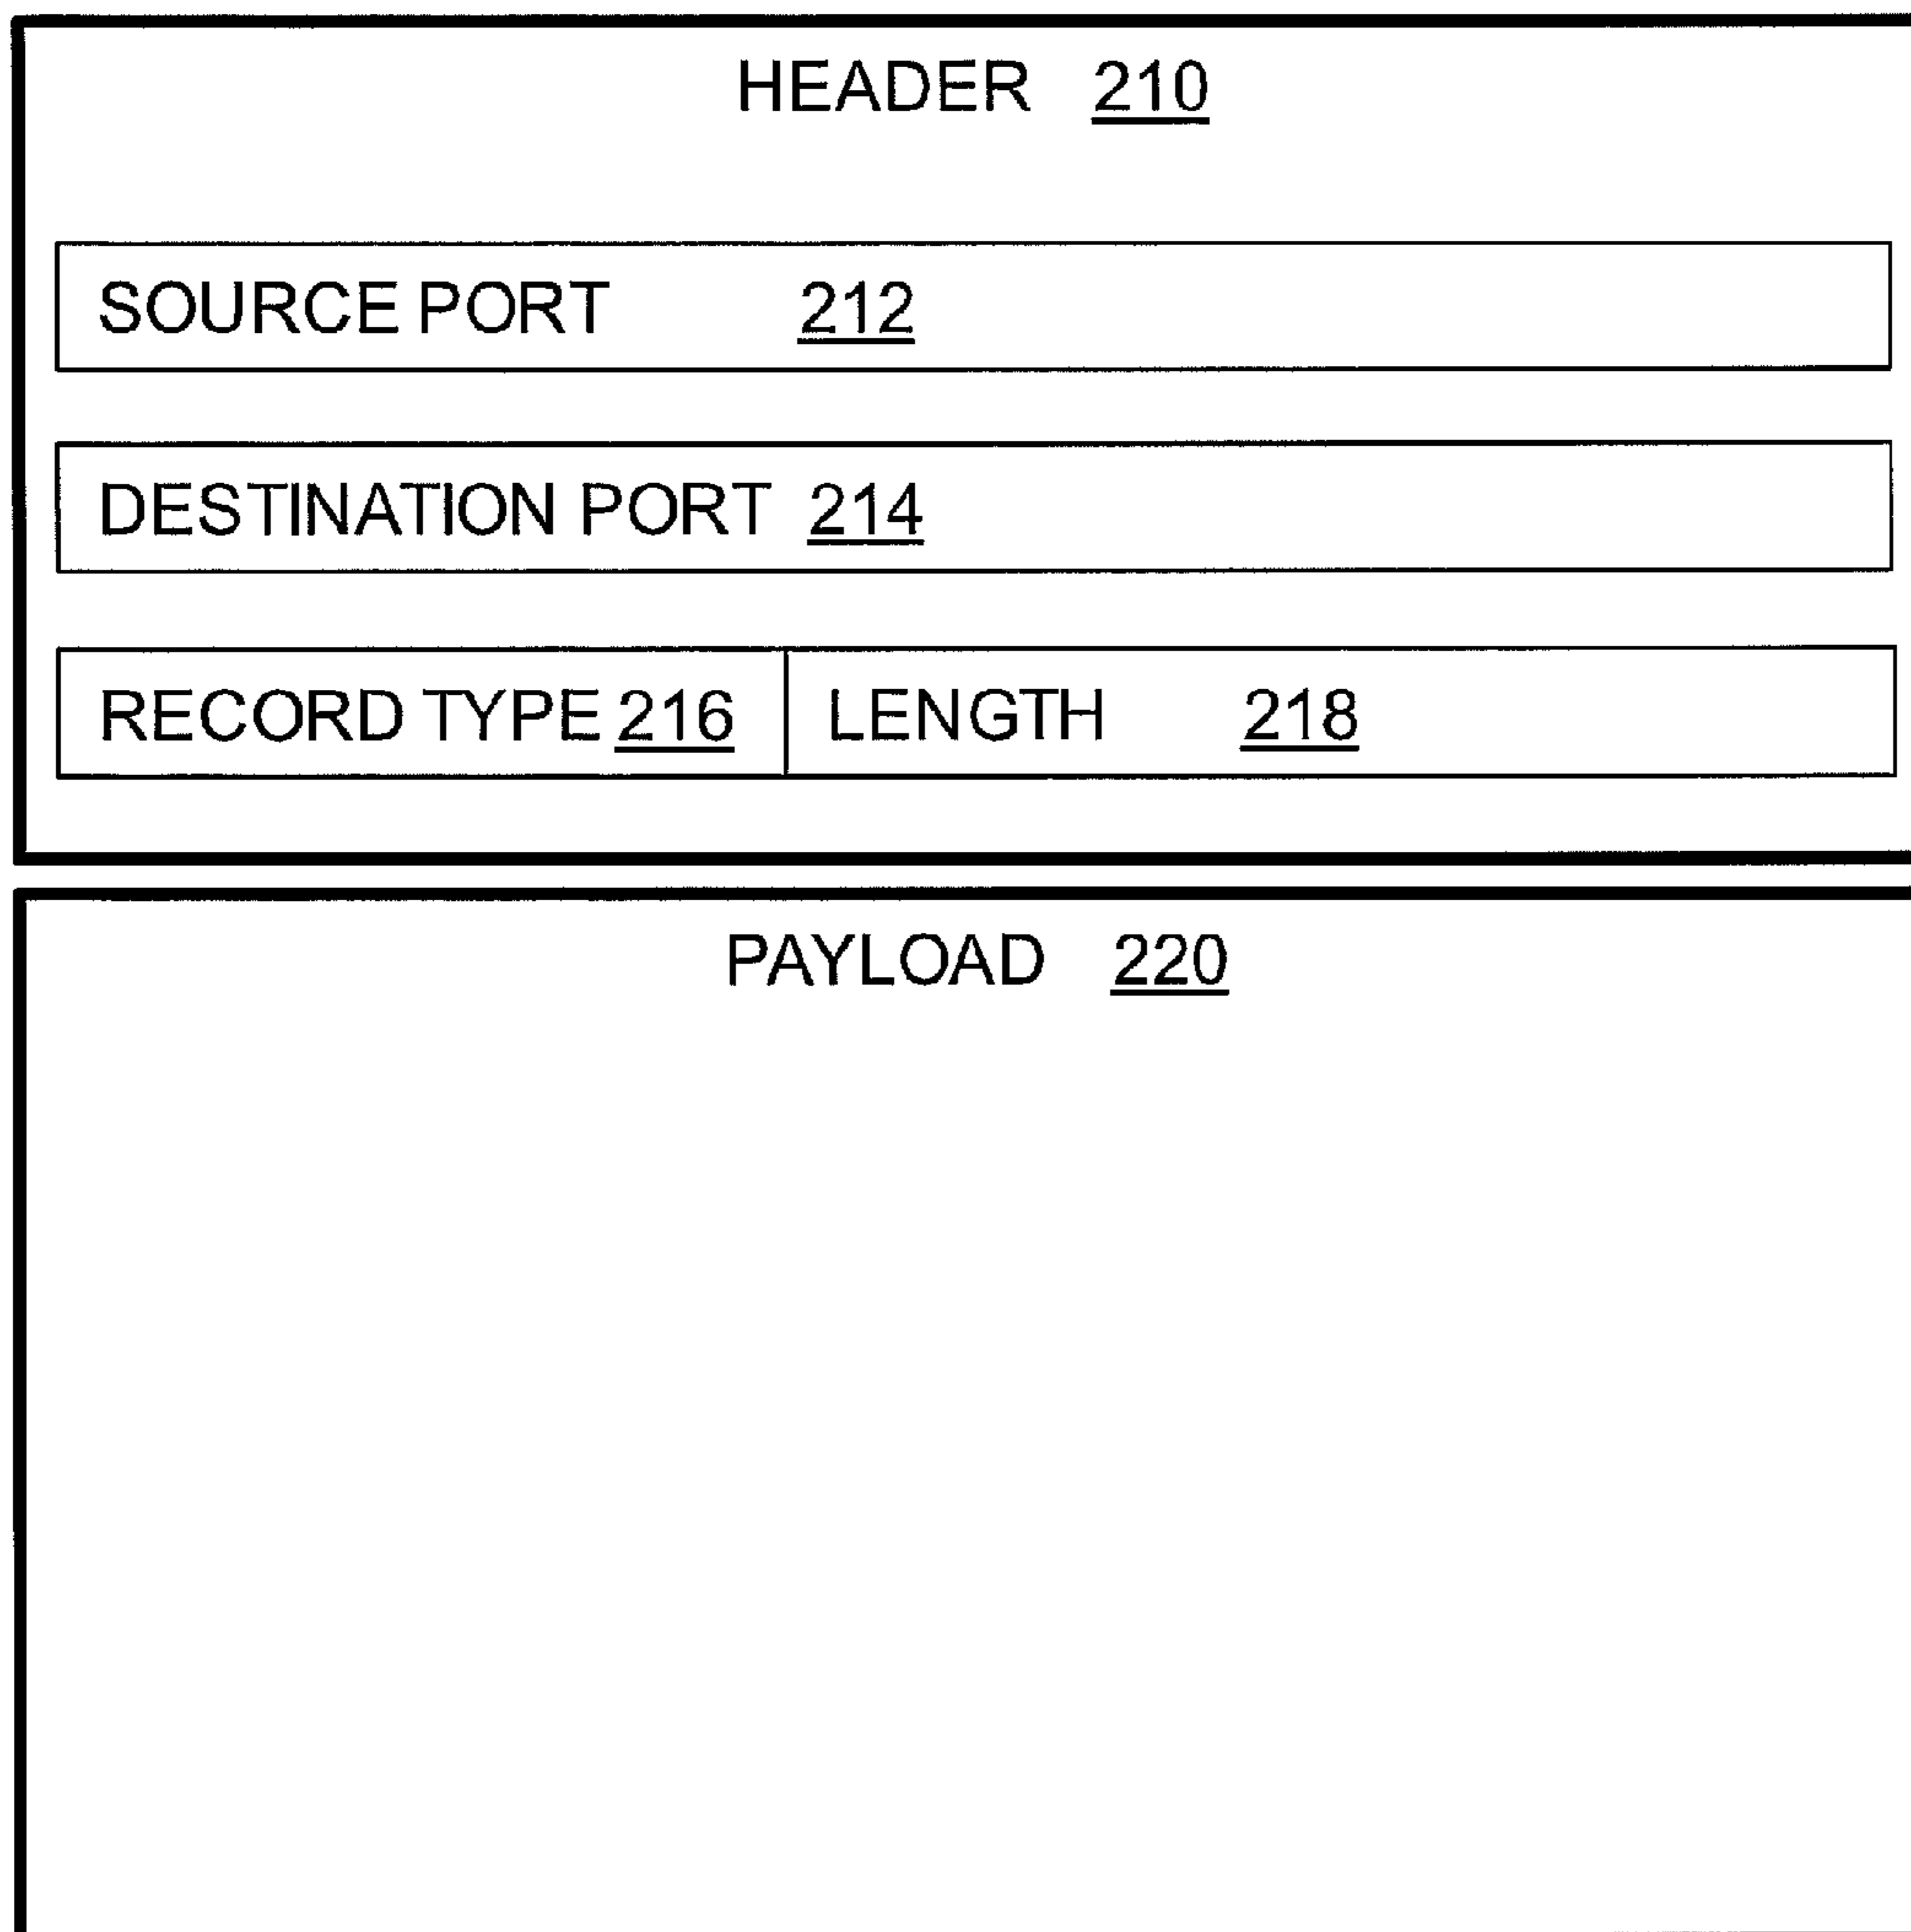 HEADER 210
SOURCE PORT 212
DESTINATION PORT 214
RECORD TYPE 216 LENGTH 218
PAYLOAD 220